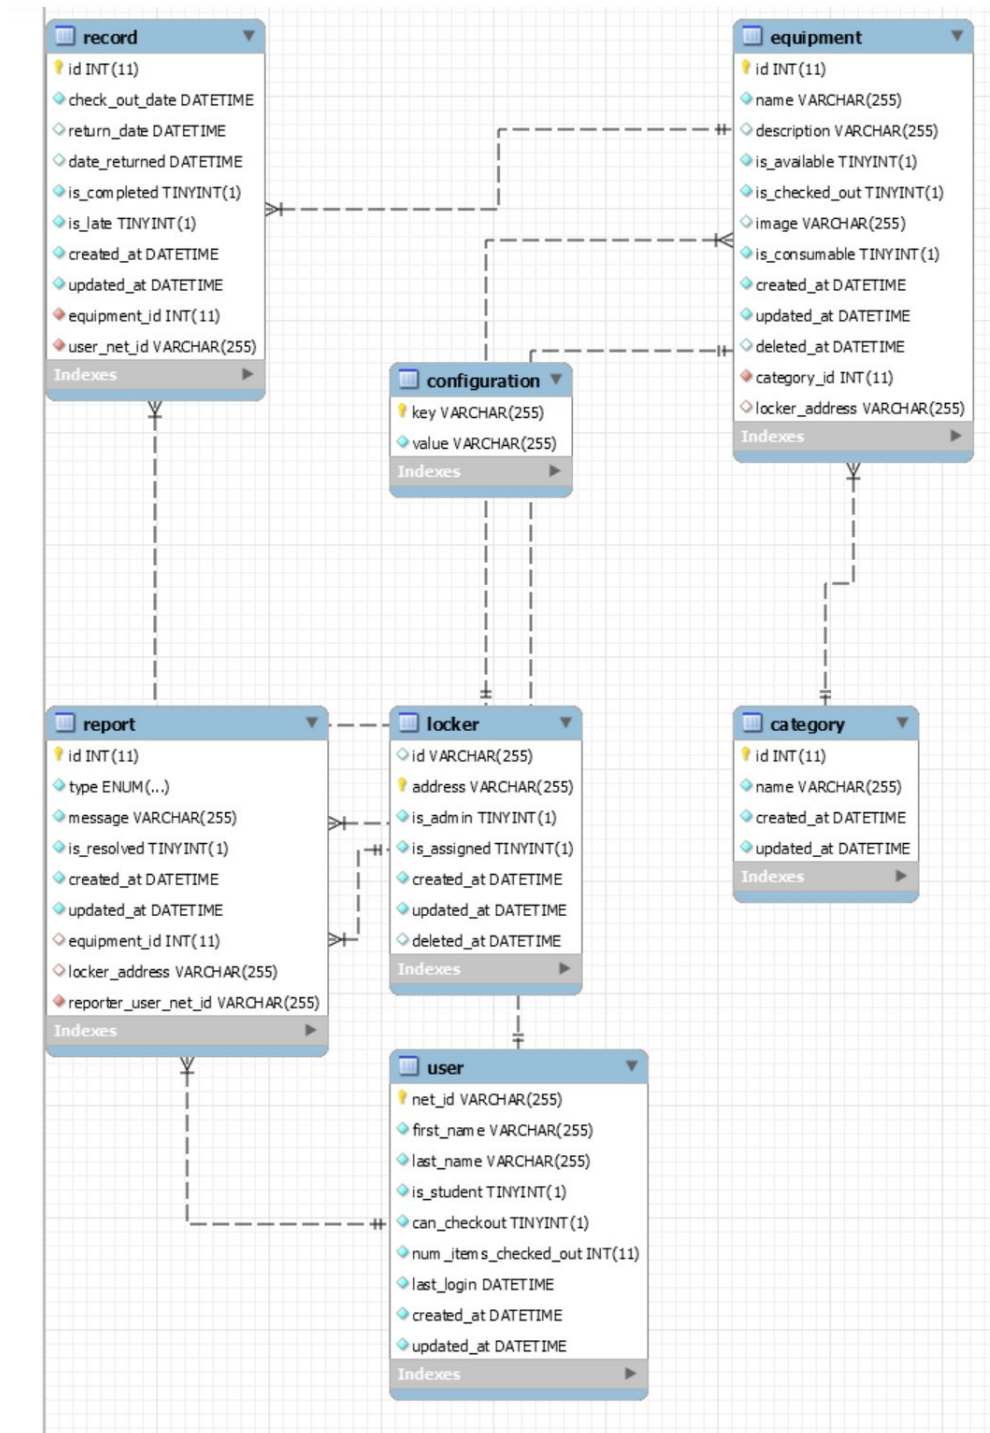 record
id INT(11)
check_out_date DATETIME
return_date DATETIME
date_returned DATETIME
is_completed TINYINT(1)
is_late TINYINT(1)
created_at DATETIME
updated_at DATETIME
equipment_id INT(11)
user_net_id VARCHAR(255)
Indexes
equipment
id INT(11)
name VARCHAR(255)
description VARCHAR(255)
is_available TINYINT(1)
is_checked_out TINYINT(1)
image VARCHAR(255)
is_consumable TINYINT(1)
created_at DATETIME
updated_at DATETIME
deleted_at DATETIME
category_id INT(11)
locker_address VARCHAR(255)
Indexes
configuration
key VARCHAR(255)
value VARCHAR(255)
Indexes
report
id INT(11)
type ENUM(...)
message VARCHAR(255)
is_resolved TINYINT(1)
created_at DATETIME
updated_at DATETIME
equipment_id INT(11)
locker_address VARCHAR(255)
reporter_user_net_id VARCHAR(255)
Indexes
locker
id VARCHAR(255)
address VARCHAR(255)
is_admin TINYINT(1)
is_assigned TINYINT(1)
created_at DATETIME
updated_at DATETIME
deleted_at DATETIME
Indexes
category
id INT(11)
name VARCHAR(255)
created_at DATETIME
updated_at DATETIME
Indexes
user
net_id VARCHAR(255)
first_name VARCHAR(255)
last_name VARCHAR(255)
is_student TINYINT(1)
can_checkout TINYINT(1)
num_items_checked_out INT(11)
last_login DATETIME
created_at DATETIME
updated_at DATETIME
Indexes